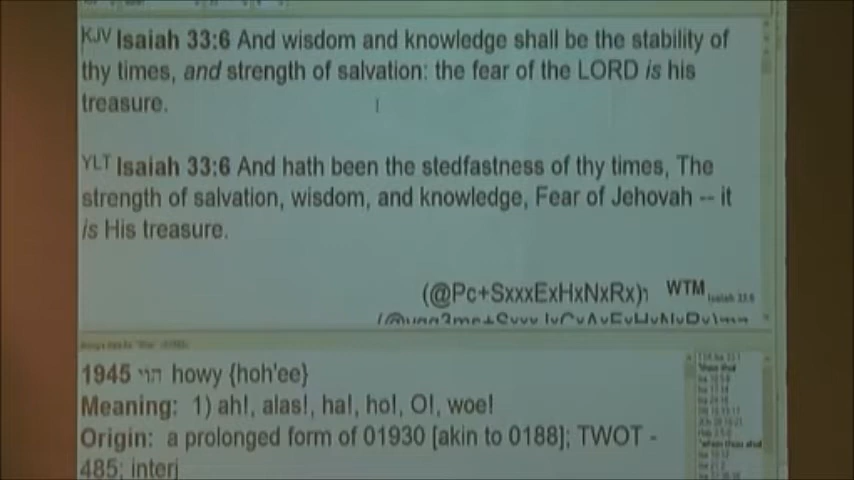 KJV Isaiah 33:6 And wisdom and knowledge shall be the stability of
thy times, and strength of salvation: the fear of the LORD is his
treasure.
YLT Isaiah 33:6 And hath been the stedfastness of thy times, The
strength of salvation, wisdom, and knowledge, Fear of Jehovah -- it
is His treasure.
(@Pc+SxxxExHxNxRx)ו WTM Isaiah 33:6
1945 הוי howy {hoh'ee}
Meaning: 1) ah!, alas!, ha!, ho!, O!, woe!
Origin: a prolonged form of 01930 [akin to 0188]; TWOT -
485; interj